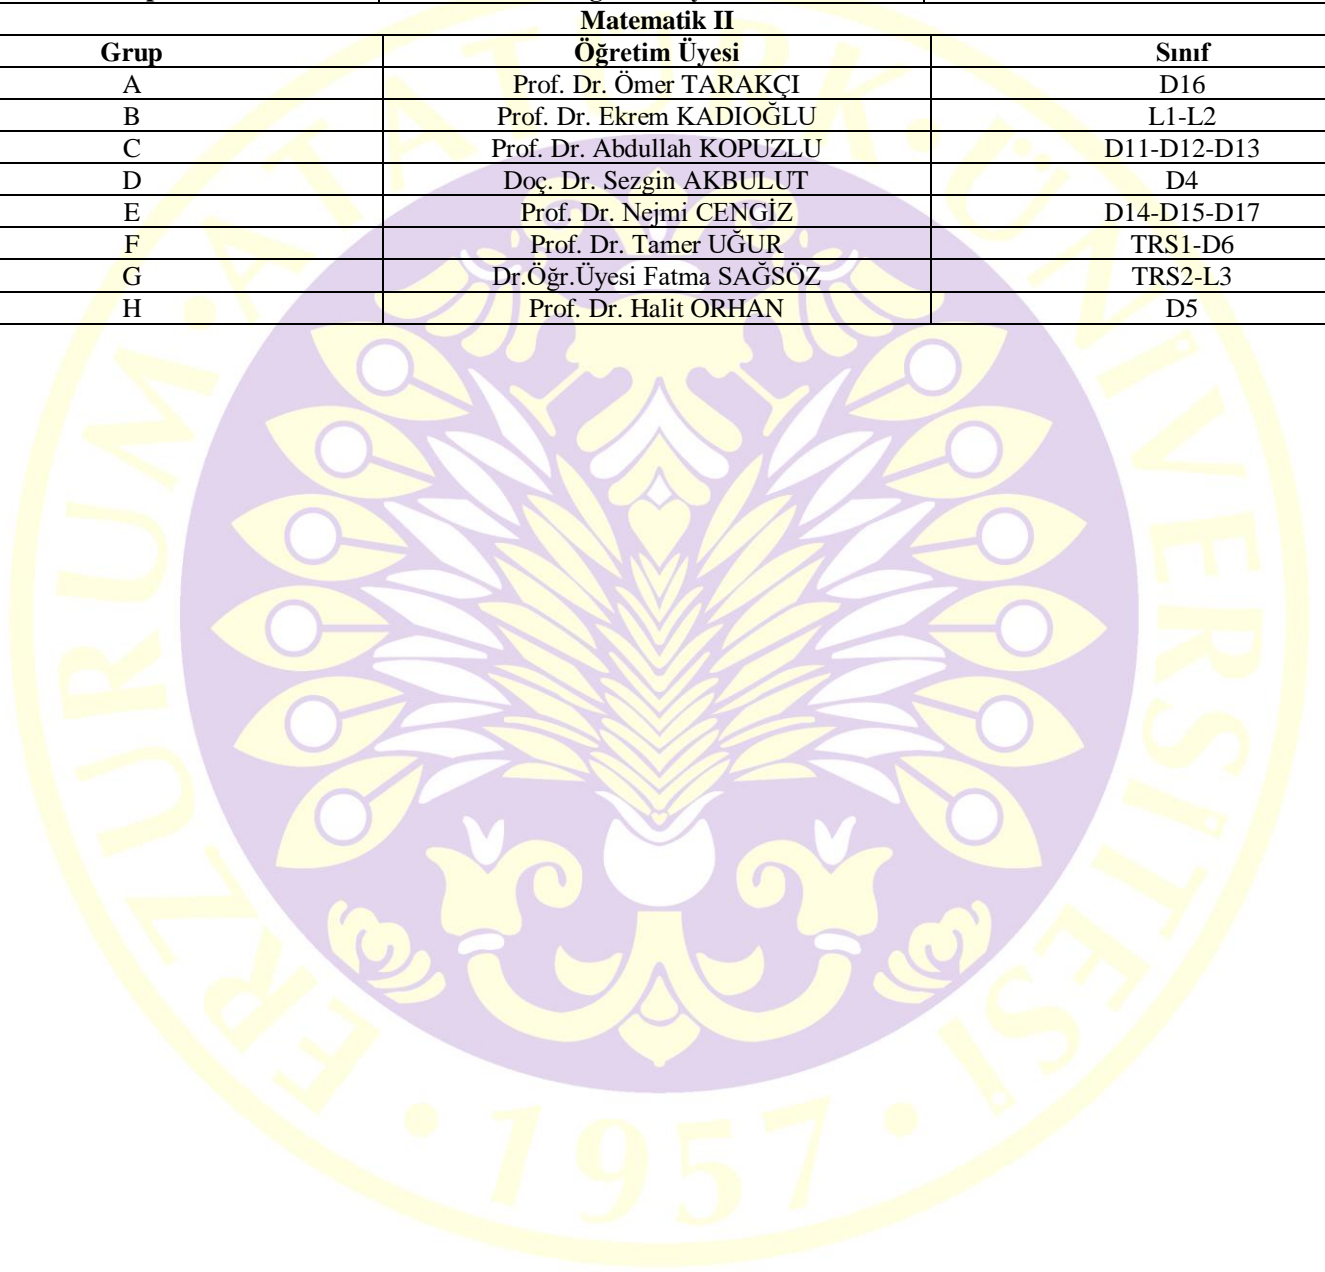 Matematik II
Grup Öğretim Üyesi Sınıf
A Prof. Dr. Ömer TARAKÇI D16
B Prof. Dr. Ekrem KADIOĞLU L1-L2
C Prof. Dr. Abdullah KOPUZLU D11-D12-D13
D Doç. Dr. Sezgin AKBULUT D4
E Prof. Dr. Nejmi CENGİZ D14-D15-D17
F Prof. Dr. Tamer UĞUR TRS1-D6
G Dr.Öğr.Üyesi Fatma SAĞSÖZ TRS2-L3
H Prof. Dr. Halit ORHAN D5
ERZURUM • ATATÜRK ÜNİVERSİTESİ
• 1957 •